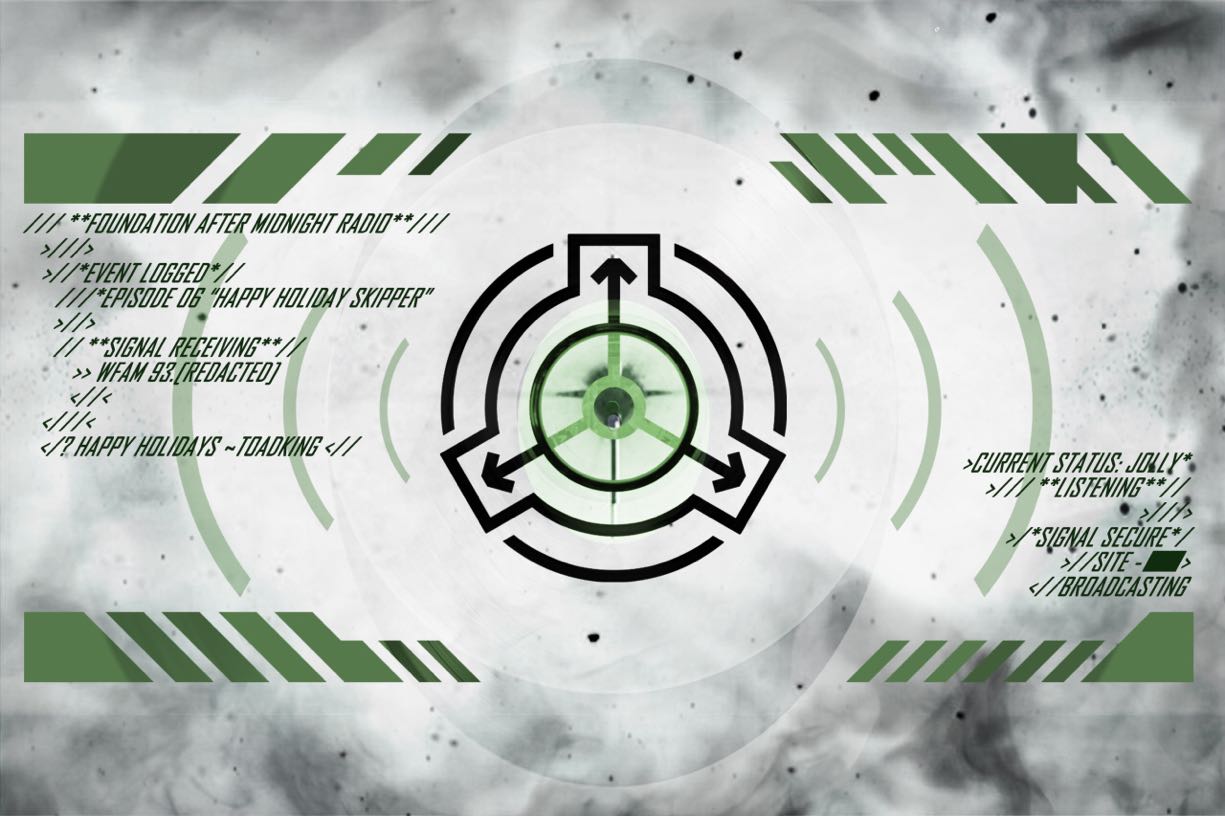 /// **FOUNDATION AFTER MIDNIGHT RADIO**///
>///>
>//*EVENT LOGGED*//
///*EPISODE 06 "HAPPY HOLIDAY SKIPPER"
>//>
// **SIGNAL RECEIVING**//
>> WFAM 93.[REDACTED]
<//<
<///<
</? HAPPY HOLIDAYS ~TOADKING <//
>CURRENT STATUS: JOLLY*
>/// **LISTENING**//
>///>
>/*SIGNAL SECURE*/
>//SITE - >
<//BROADCASTING